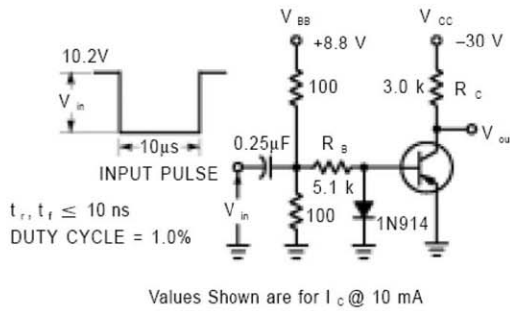 V BB
+8.8 V
V CC
–30 V
10.2V
V in
10µs
INPUT PULSE
100
3.0 k
R C
V ou
0.25µF
R B
5.1 k
V in
100
1N914
t r, t f ≤ 10 ns
DUTY CYCLE = 1.0%
Values Shown are for I C @ 10 mA